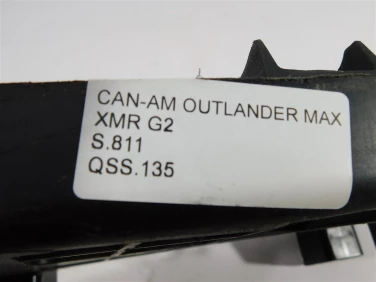 CAN-AM OUTLANDER MAX
XMR G2
S.811
QSS.135